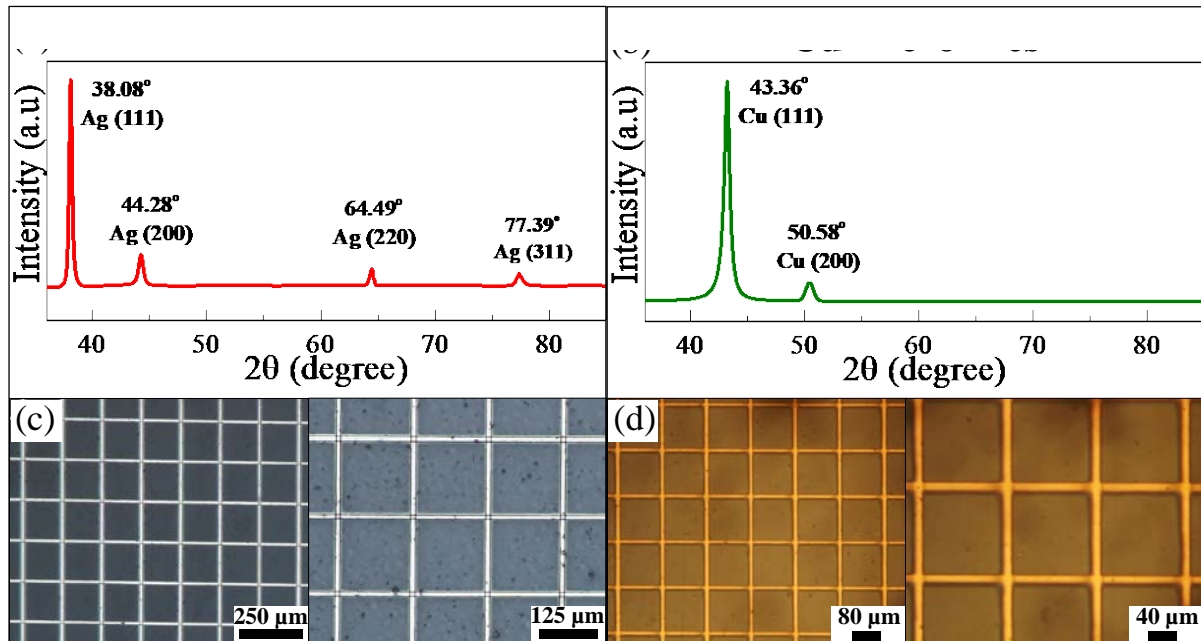 38.08°
Ag (111)
44.28°
Ag (200)
64.49°
Ag (220)
77.39°
Ag (311)
Intensity (a.u)
40 50 60 70 80
2θ (degree)
43.36°
Cu (111)
50.58°
Cu (200)
Intensity (a.u)
40 50 60 70 80
2θ (degree)
(c)
250 µm
125 µm
(d)
80 µm
40 µm